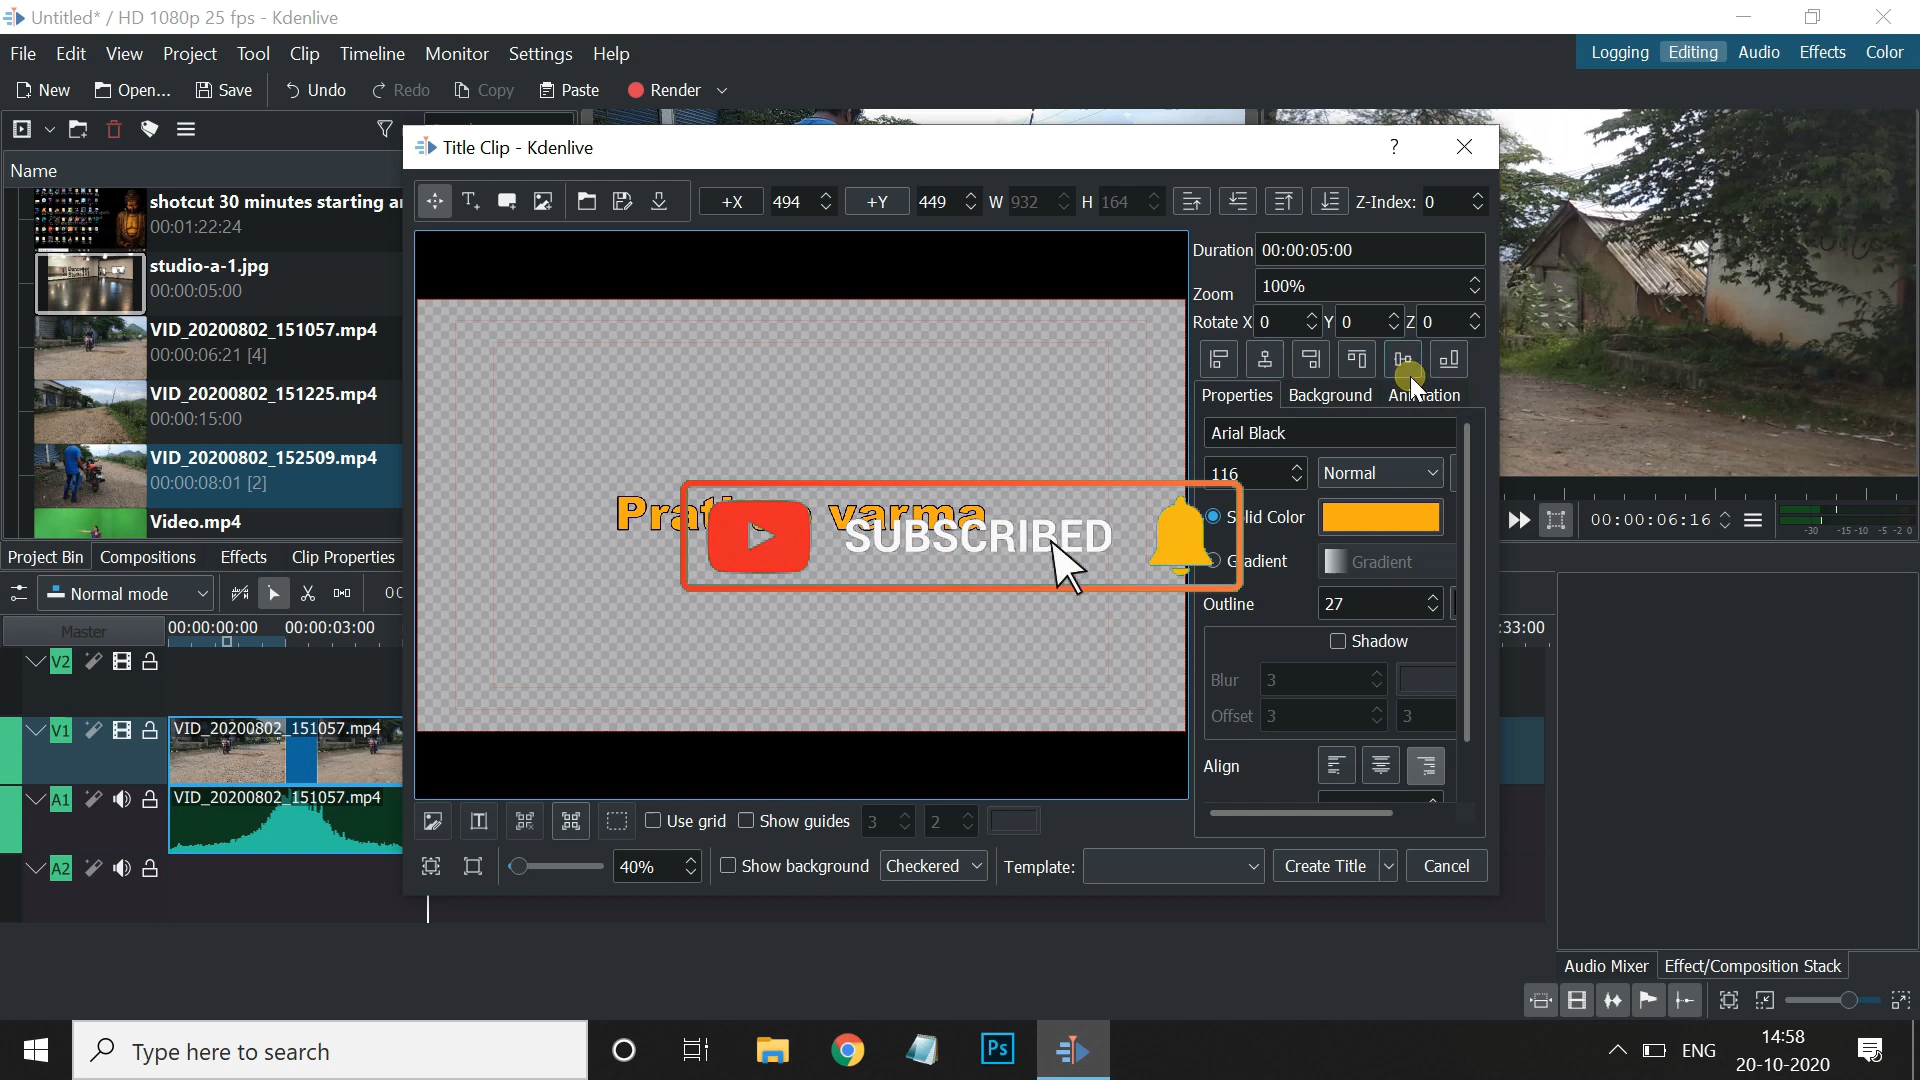 Untitled* / HD 1080p 25 fps - Kdenlive
File Edit View Project Tool Clip Timeline Monitor Settings Help
Logging Editing Audio Effects Color
New Open... Save Undo Redo Copy Paste Render
Name
shotcut 30 minutes starting
00:01:22:24
studio-a-1.jpg
00:00:05:00
VID_20200802_151057.mp4
00:00:06:21 [4]
VID_20200802_151225.mp4
00:00:15:00
VID_20200802_152509.mp4
00:00:08:01 [2]
Video.mp4
Project Bin Compositions Effects Clip Properties
Title Clip - Kdenlive
?
+X 494 +Y 449 W 932 H 164 Z-Index: 0
Duration 00:00:05:00
Zoom 100%
Rotate X 0 Y 0 Z 0
Properties Background Animation
Arial Black
116 Normal
Solid Color
Gradient Gradient
Outline 27
Shadow
Blur 3
Offset 3 3
Align
varma
SUBSCRIBED
Use grid Show guides 3 2
40% Show background Checkered Template: Create Title Cancel
00:00:06:16
-30 -15 -10 -5 -2 0
Normal mode
Master 00:00:00:00 00:00:03:00
:33:00
V2
V1 VID_20200802_151057.mp4
A1 VID_20200802_151057.mp4
A2
Audio Mixer Effect/Composition Stack
Type here to search
Ps
ENG
14:58
20-10-2020